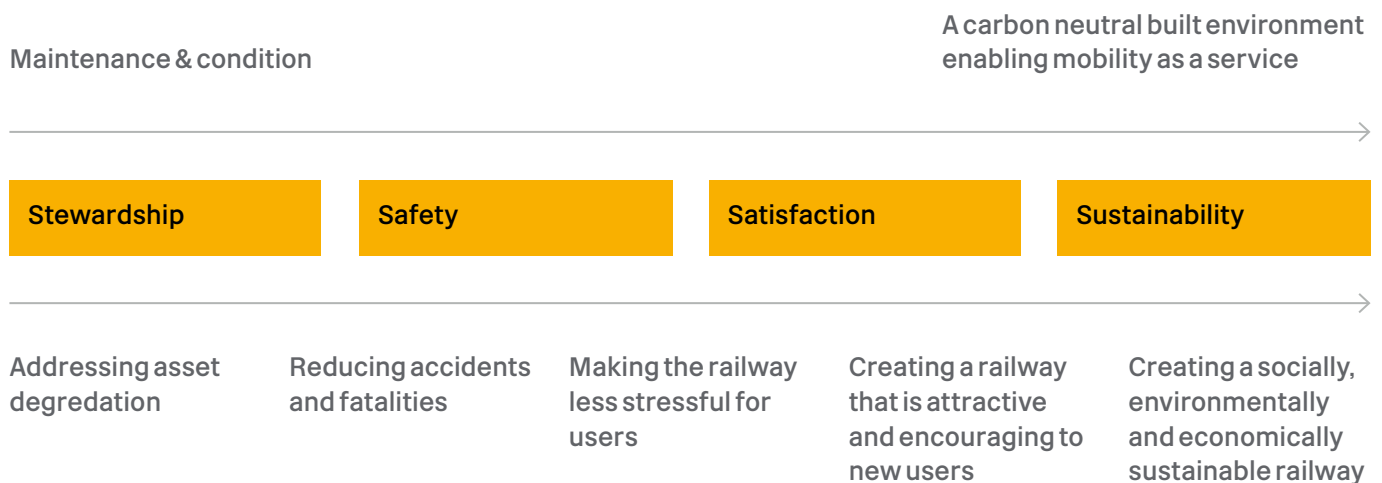 Maintenance & condition
A carbon neutral built environment
enabling mobility as a service
Stewardship
Safety
Satisfaction
Sustainability
Addressing asset
degredation
Reducing accidents
and fatalities
Making the railway
less stressful for
users
Creating a railway
that is attractive
and encouraging to
new users
Creating a socially,
environmentally
and economically
sustainable railway